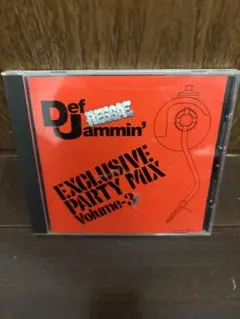 Def REGGAE
Jammin'
EXCLUSIVE
PARTY MIX
Volume-3